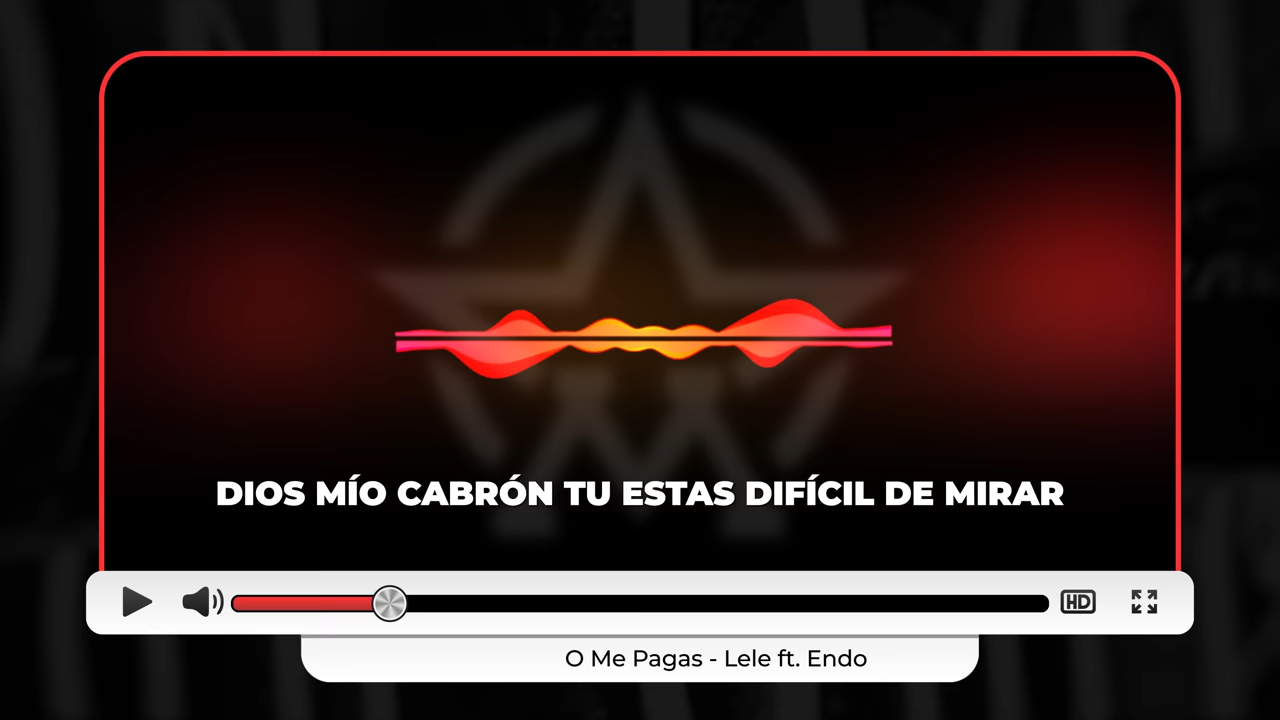 DIOS MÍO CABRÓN TU ESTAS DIFÍCIL DE MIRAR
HD
O Me Pagas - Lele ft. Endo